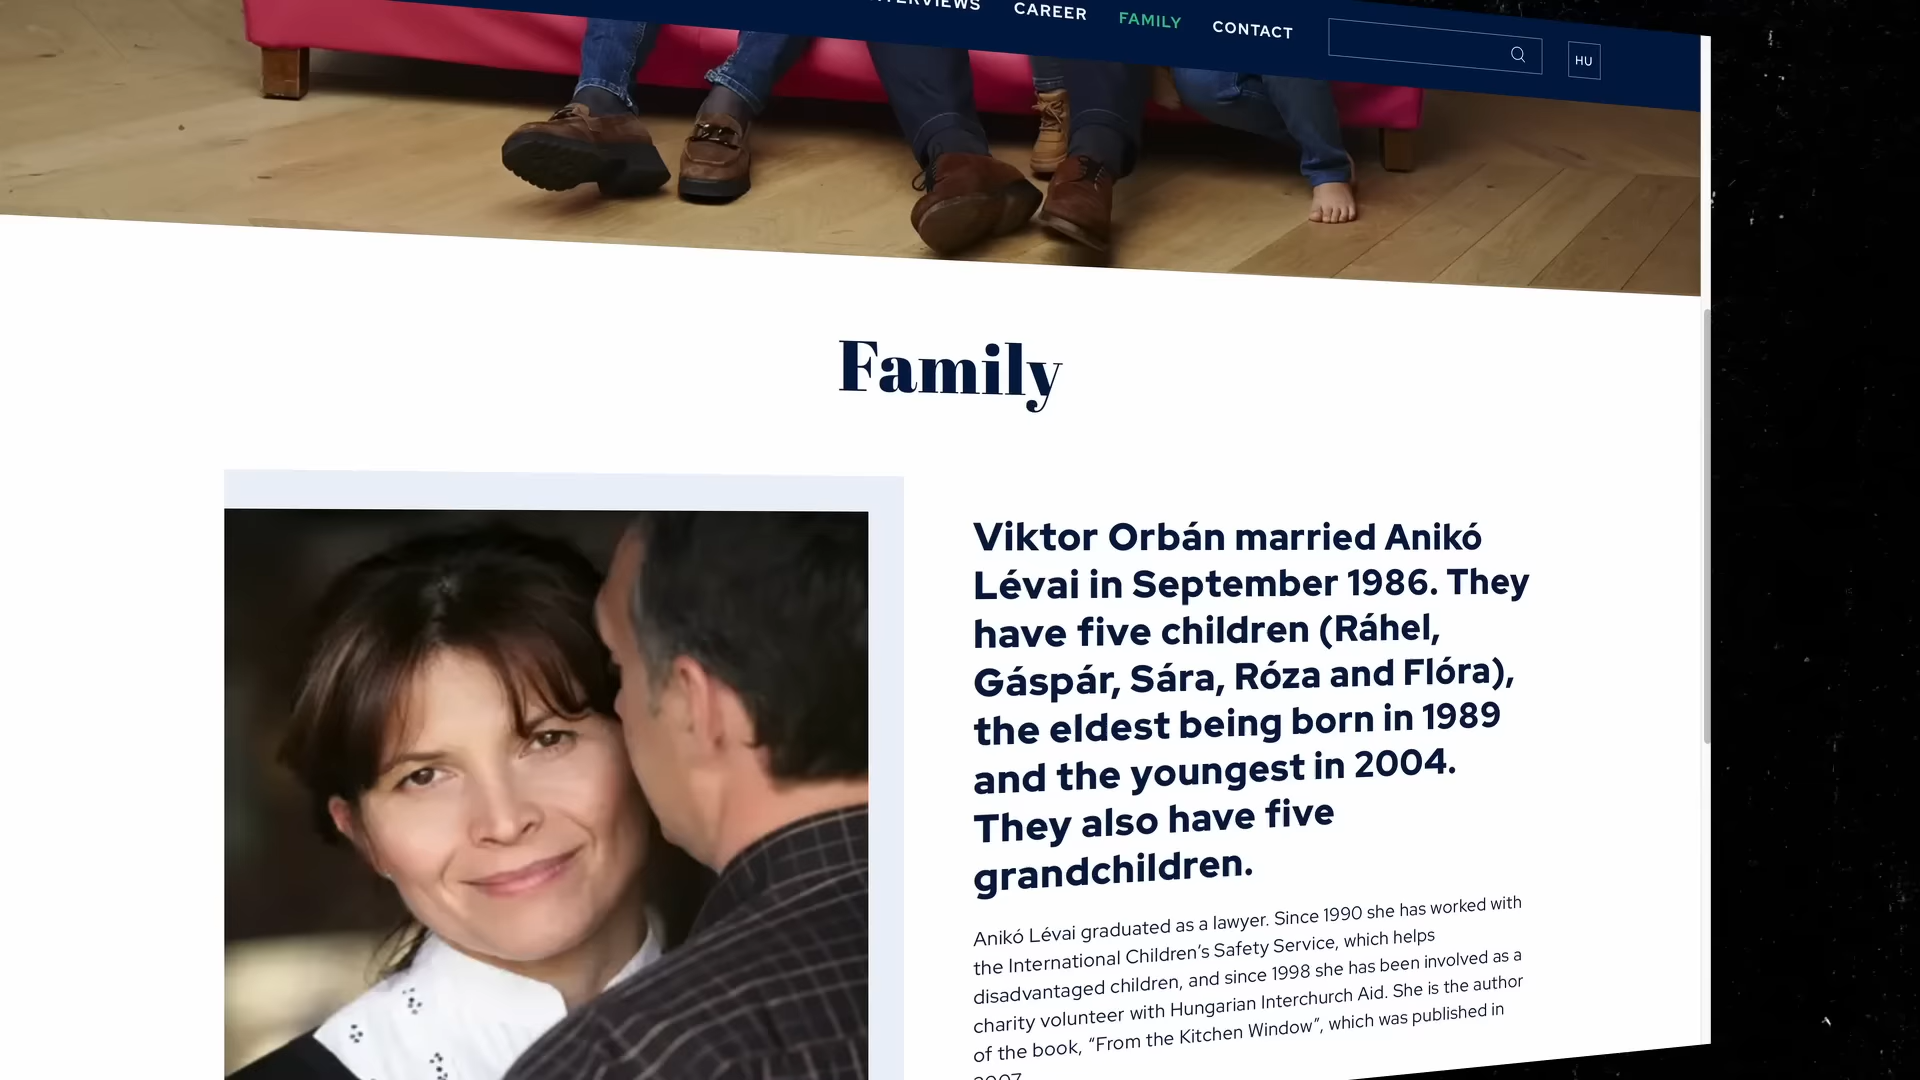 CAREER
FAMILY
CONTACT
HU
Family
Viktor Orbán married Anikó
Lévai in September 1986. They
have five children (Ráhel,
Gáspár, Sára, Róza and Flóra),
the eldest being born in 1989
and the youngest in 2004.
They also have five
grandchildren.
Anikó Lévai graduated as a lawyer. Since 1990 she has worked with
the International Children's Safety Service, which helps
disadvantaged children, and since 1998 she has been involved as a
charity volunteer with Hungarian Interchurch Aid. She is the author
of the book, “From the Kitchen Window”, which was published in